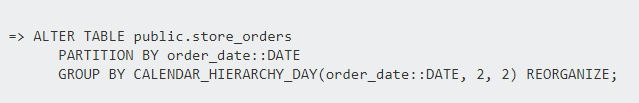 => ALTER TABLE public.store_orders
PARTITION BY order_date::DATE
GROUP BY CALENDAR_HIERARCHY_DAY(order_date::DATE, 2, 2) REORGANIZE;